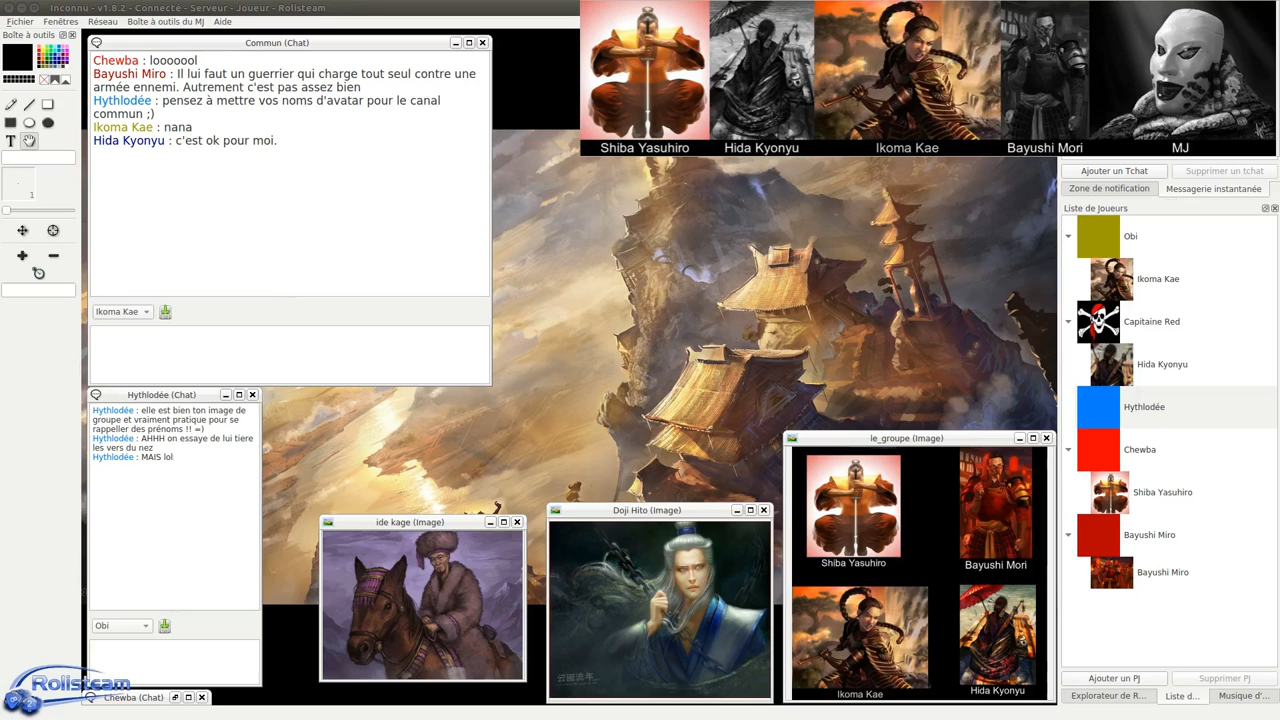 Inconnu - v1.8.2 - Connecté - Serveur - Joueur - Rolisteam
Fichier Fenêtres Réseau Boîte à outils du MJ Aide
Boîte à outils
T
1
Commun (Chat)
Chewba : looooool
Bayushi Miro : Il lui faut un guerrier qui charge tout seul contre une
armée ennemi. Autrement c'est pas assez bien
Hythlodée : pensez à mettre vos noms d'avatar pour le canal
commun ;)
Ikoma Kae : nana
Hida Kyonyu : c'est ok pour moi.
Ikoma Kae
Hythlodée (Chat)
Hythlodée : elle est bien ton image de
groupe et vraiment pratique pour se
rappeller des prénoms !! =)
Hythlodée : AHHH on essaye de lui tiere
les vers du nez
Hythlodée : MAIS lol
Obi
Rolisteam
Chewba (Chat)
ide kage (Image)
Doji Hito (Image)
le_groupe (Image)
Shiba Yasuhiro
Bayushi Mori
Ikoma Kae
Hida Kyonyu
Shiba Yasuhiro
Hida Kyonyu
Ikoma Kae
Bayushi Mori
MJ
Ajouter un Tchat
Supprimer un tchat
Zone de notification
Messagerie instantanée
Liste de Joueurs
Obi
Ikoma Kae
Capitaine Red
Hida Kyonyu
Hythlodée
Chewba
Shiba Yasuhiro
Bayushi Miro
Bayushi Miro
Ajouter un PJ
Supprimer PJ
Explorateur de R...
Liste d...
Musique d'...